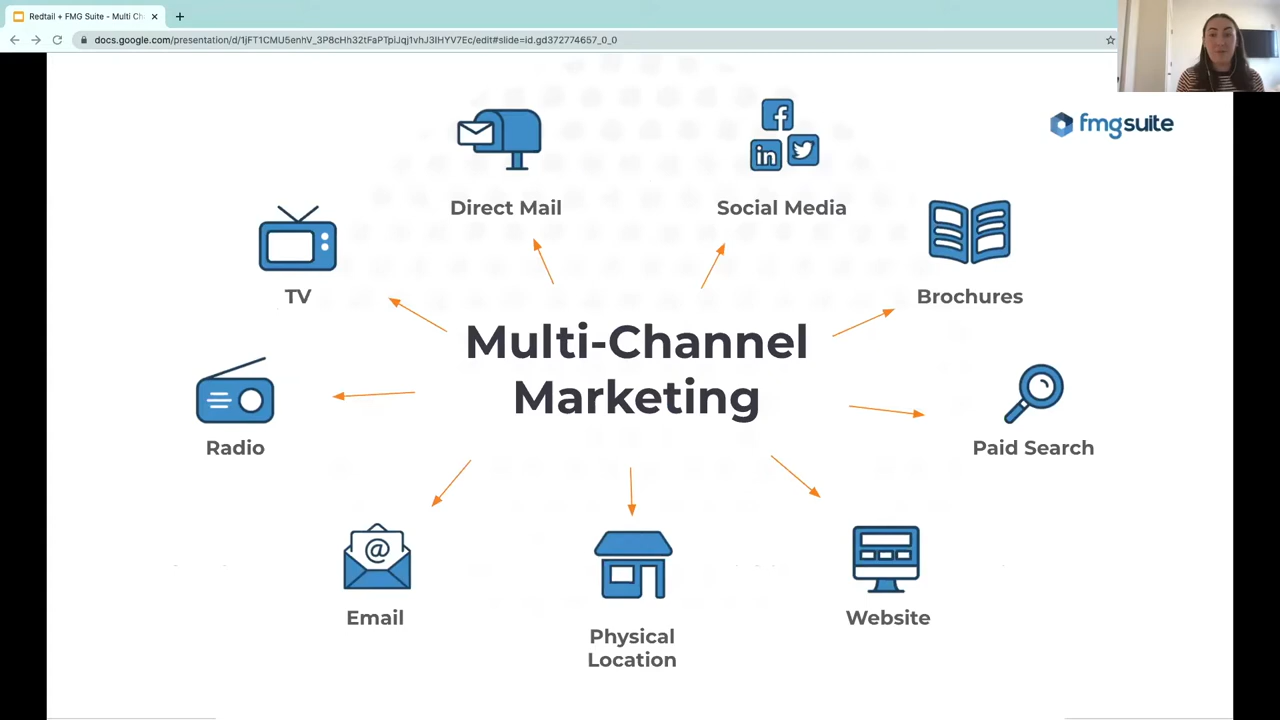 Redtail + FMG Suite - Multi Ch
docs.google.com/presentation/d/1jFT1CMU5enhV_3P8cHh32tFaPTpiJqj1vhJ3IHYV7Ec/edit#slide=id.gd372774657_0_0
fmgsuite
Direct Mail
Social Media
TV
Brochures
Multi-Channel
Marketing
Radio
Paid Search
Email
Physical
Location
Website